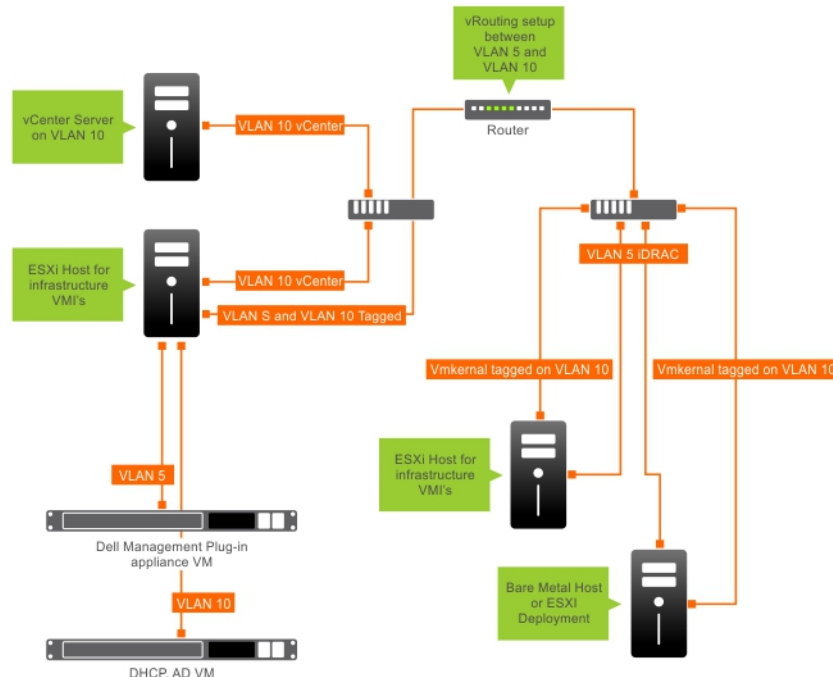 vRouting setup
between
VLAN 5 and
VLAN 10
Router
vCenter Server
on VLAN 10
VLAN 10 vCenter
ESXi Host for
infrastructure
VMI's
VLAN 10 vCenter
VLAN S and VLAN 10 Tagged
VLAN 5 iDRAC
Vmkernal tagged on VLAN 10
Vmkernal tagged on VLAN 10
ESXi Host for
infrastructure
VMI's
VLAN 5
Dell Management Plug-in
appliance VM
VLAN 10
DHCP, AD VM
Bare Metal Host
or ESXI
Deployment